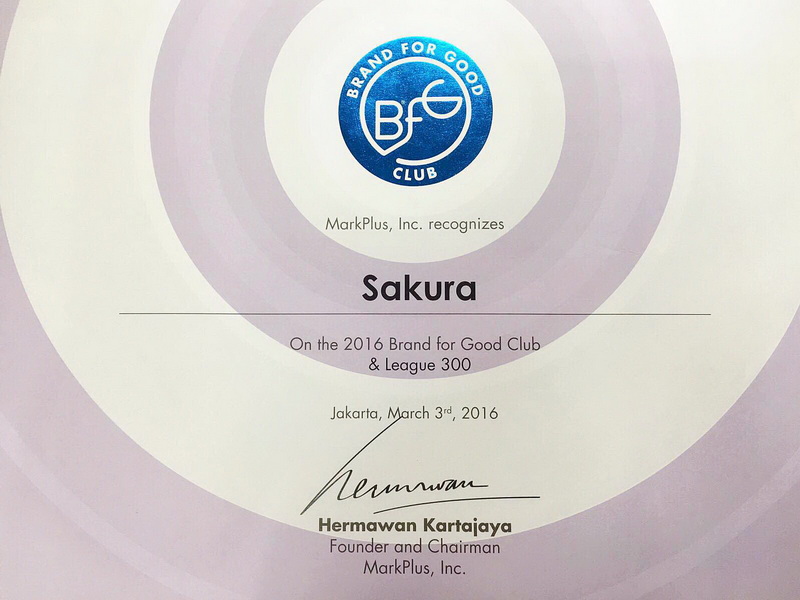 BRAND FOR GOOD
BfG
CLUB
MarkPlus, Inc. recognizes
Sakura
On the 2016 Brand for Good Club
& League 300
Jakarta, March 3rd, 2016
Hermawan
Hermawan Kartajaya
Founder and Chairman
MarkPlus, Inc.